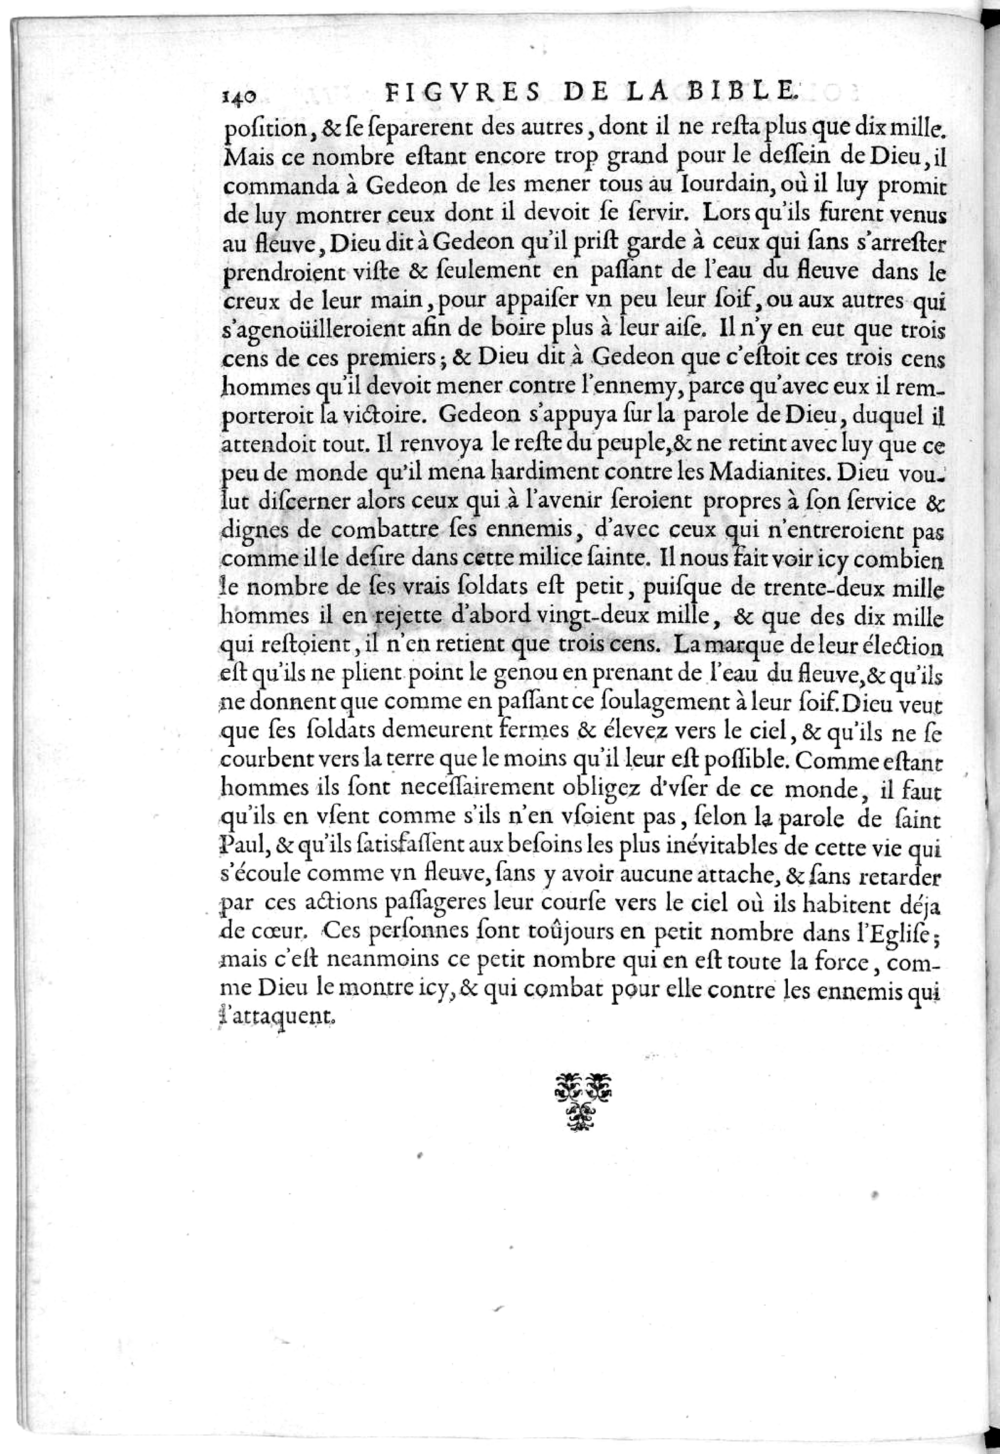 140 FIGVRES DE LA BIBLE.
poſition, & ſe ſeparerent des autres, dont il ne reſta plus que dix mille.
Mais ce nombre eſtant encore trop grand pour le deſſein de Dieu, il
commanda à Gedeon de les mener tous au Iourdain, où il luy promit
de luy montrer ceux dont il devoit ſe ſervir. Lors qu'ils furent venus
au fleuve, Dieu dit à Gedeon qu'il priſt garde à ceux qui ſans s'arreſter
prendroient viſte & ſeulement en paſſant de l'eau du fleuve dans le
creux de leur main, pour appaiſer vn peu leur ſoif, ou aux autres qui
s'agenoüilleroient afin de boire plus à leur aiſe. Il n'y en eut que trois
cens de ces premiers; & Dieu dit à Gedeon que c'eſtoit ces trois cens
hommes qu'il devoit mener contre l'ennemy, parce qu'avec eux il rem-
porteroit la victoire. Gedeon s'appuya ſur la parole de Dieu, duquel il
attendoit tout. Il renvoya le reſte du peuple, & ne retint avec luy que ce
peu de monde qu'il mena hardiment contre les Madianites. Dieu vou-
lut diſcerner alors ceux qui à l'avenir ſeroient propres à ſon ſervice &
dignes de combattre ſes ennemis, d'avec ceux qui n'entreroient pas
comme il le deſire dans cette milice ſainte. Il nous fait voir icy combien
le nombre de ſes vrais ſoldats eſt petit, puiſque de trente-deux mille
hommes il en rejette d'abord vingt-deux mille, & que des dix mille
qui reſtoient, il n'en retient que trois cens. La marque de leur élection
eſt qu'ils ne plient point le genou en prenant de l'eau du fleuve, & qu'ils
ne donnent que comme en paſſant ce ſoulagement à leur ſoif. Dieu veut
que ſes ſoldats demeurent fermes & élevez vers le ciel, & qu'ils ne ſe
courbent vers la terre que le moins qu'il leur eſt poſſible. Comme eſtant
hommes ils ſont neceſſairement obligez d'vſer de ce monde, il faut
qu'ils en vſent comme s'ils n'en vſoient pas, ſelon la parole de ſaint
Paul, & qu'ils ſatisfaſſent aux beſoins les plus inévitables de cette vie qui
s'écoule comme vn fleuve, ſans y avoir aucune attache, & ſans retarder
par ces actions paſſageres leur courſe vers le ciel où ils habitent déja
de cœur. Ces perſonnes ſont toûjours en petit nombre dans l'Egliſe;
mais c'eſt neanmoins ce petit nombre qui en eſt toute la force, com-
me Dieu le montre icy, & qui combat pour elle contre les ennemis qui
l'attaquent.